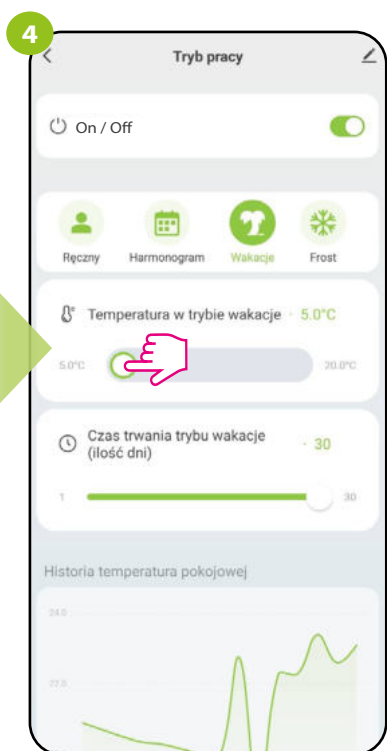 4
Tryb pracy
On / Off
Ręczny Harmonogram Wakacje Frost
Temperatura w trybie wakacje · 5.0°C
5.0°C 20.0°C
Czas trwania trybu wakacje
(ilość dni) · 30
1 30
Historia temperatura pokojowej
24.0
22.0